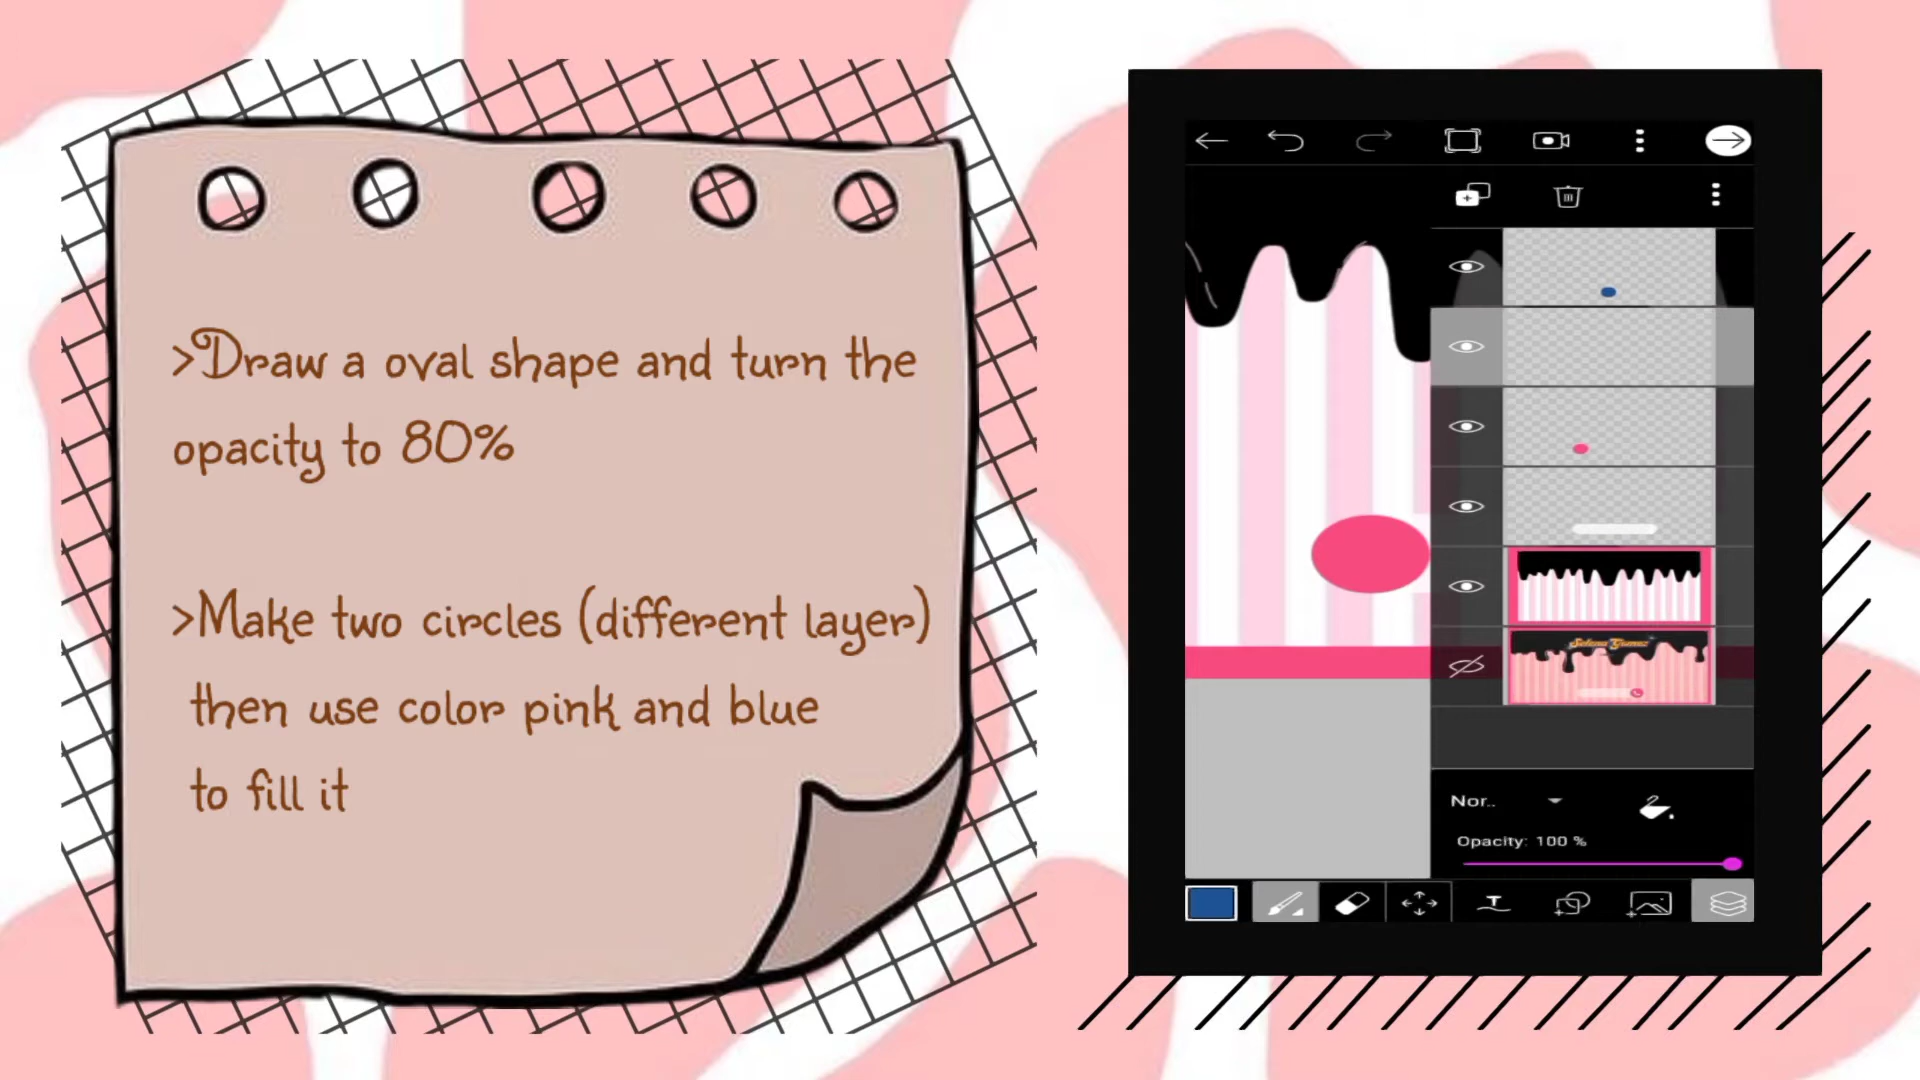 >Draw a oval shape and turn the
opacity to 80%
>Make two circles (different layer)
then use color pink and blue
to fill it
Nor..
Opacity: 100 %